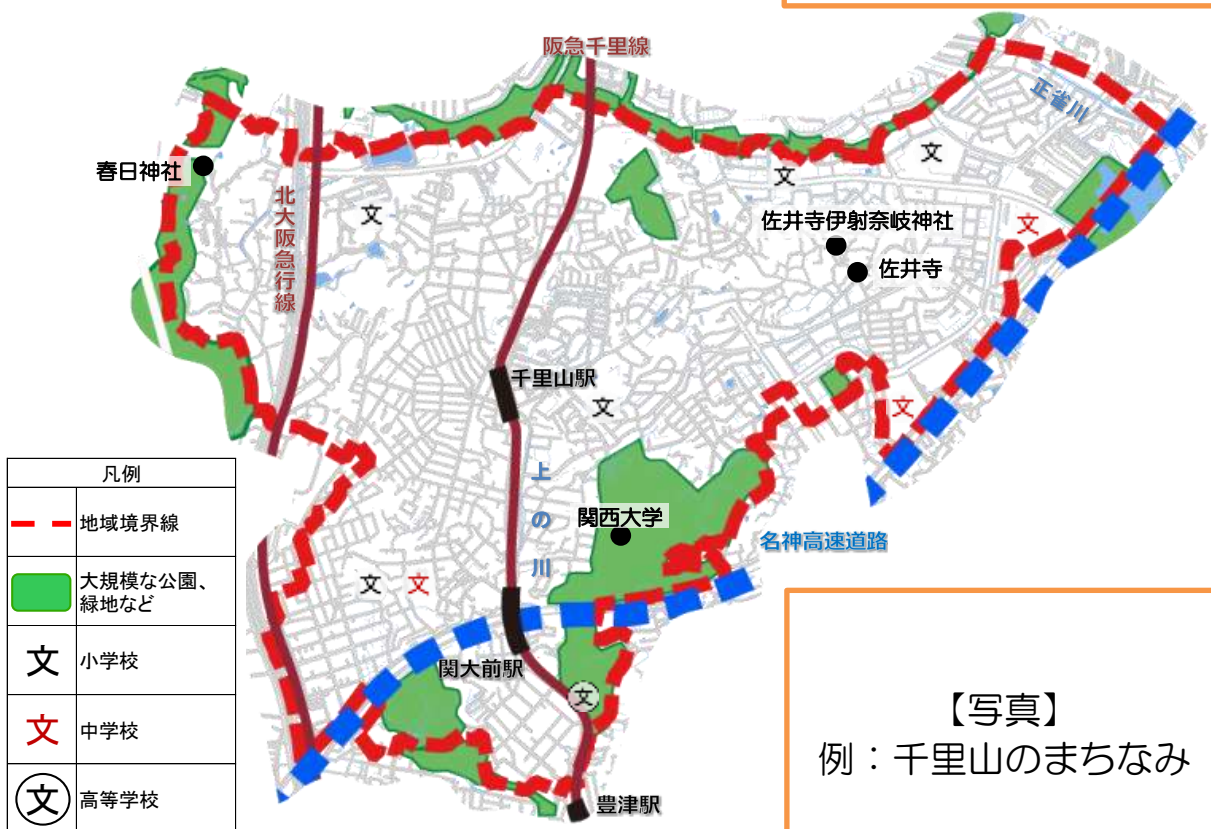 阪急千里線
正雀川
文
春日神社
文
文
北大阪急行線
佐井寺伊射奈岐神社
文
佐井寺
千里山駅
文
文
上の川
関西大学
名神高速道路
文
文
関大前駅
文
豊津駅
凡例
地域境界線
大規模な公園、
緑地など
文
小学校
文
中学校
文
高等学校
【写真】
例：千里山のまちなみ